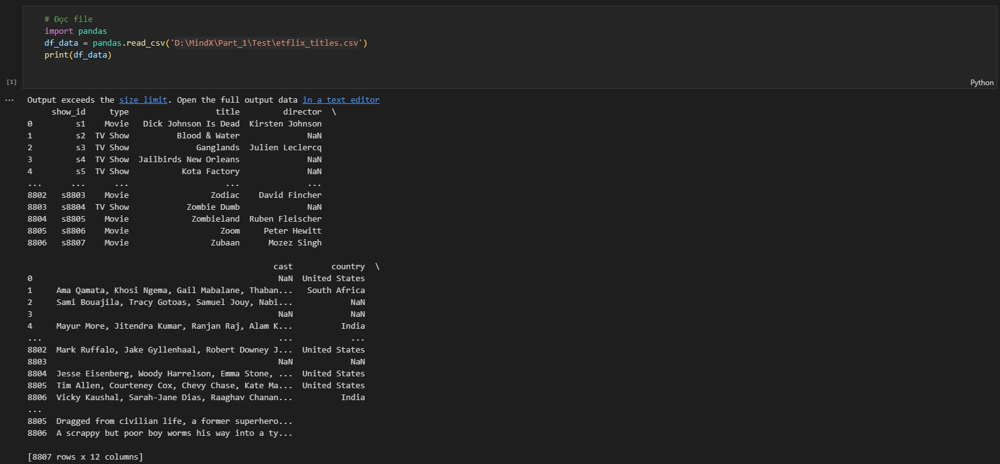 # Đọc file
import pandas
df_data = pandas.read_csv('D:\MindX\Part_1\Test\etflix_titles.csv')
print(df_data)
[1]
Python
... Output exceeds the size limit. Open the full output data in a text editor
     show_id     type                  title         director  \
0         s1    Movie   Dick Johnson Is Dead  Kirsten Johnson
1         s2  TV Show          Blood & Water              NaN
2         s3  TV Show              Ganglands  Julien Leclercq
3         s4  TV Show  Jailbirds New Orleans              NaN
4         s5  TV Show           Kota Factory              NaN
...      ...      ...                    ...              ...
8802   s8803    Movie                 Zodiac    David Fincher
8803   s8804  TV Show            Zombie Dumb              NaN
8804   s8805    Movie             Zombieland  Ruben Fleischer
8805   s8806    Movie                   Zoom     Peter Hewitt
8806   s8807    Movie                 Zubaan      Mozez Singh
                                                   cast        country  \
0                                                   NaN  United States
1     Ama Qamata, Khosi Ngema, Gail Mabalane, Thaban...   South Africa
2     Sami Bouajila, Tracy Gotoas, Samuel Jouy, Nabi...            NaN
3                                                   NaN            NaN
4     Mayur More, Jitendra Kumar, Ranjan Raj, Alam K...          India
...                                                 ...            ...
8802  Mark Ruffalo, Jake Gyllenhaal, Robert Downey J...  United States
8803                                                NaN            NaN
8804  Jesse Eisenberg, Woody Harrelson, Emma Stone, ...  United States
8805  Tim Allen, Courteney Cox, Chevy Chase, Kate Ma...  United States
8806  Vicky Kaushal, Sarah-Jane Dias, Raaghav Chanan...          India
...
8805  Dragged from civilian life, a former superhero...
8806  A scrappy but poor boy worms his way into a ty...
[8807 rows x 12 columns]